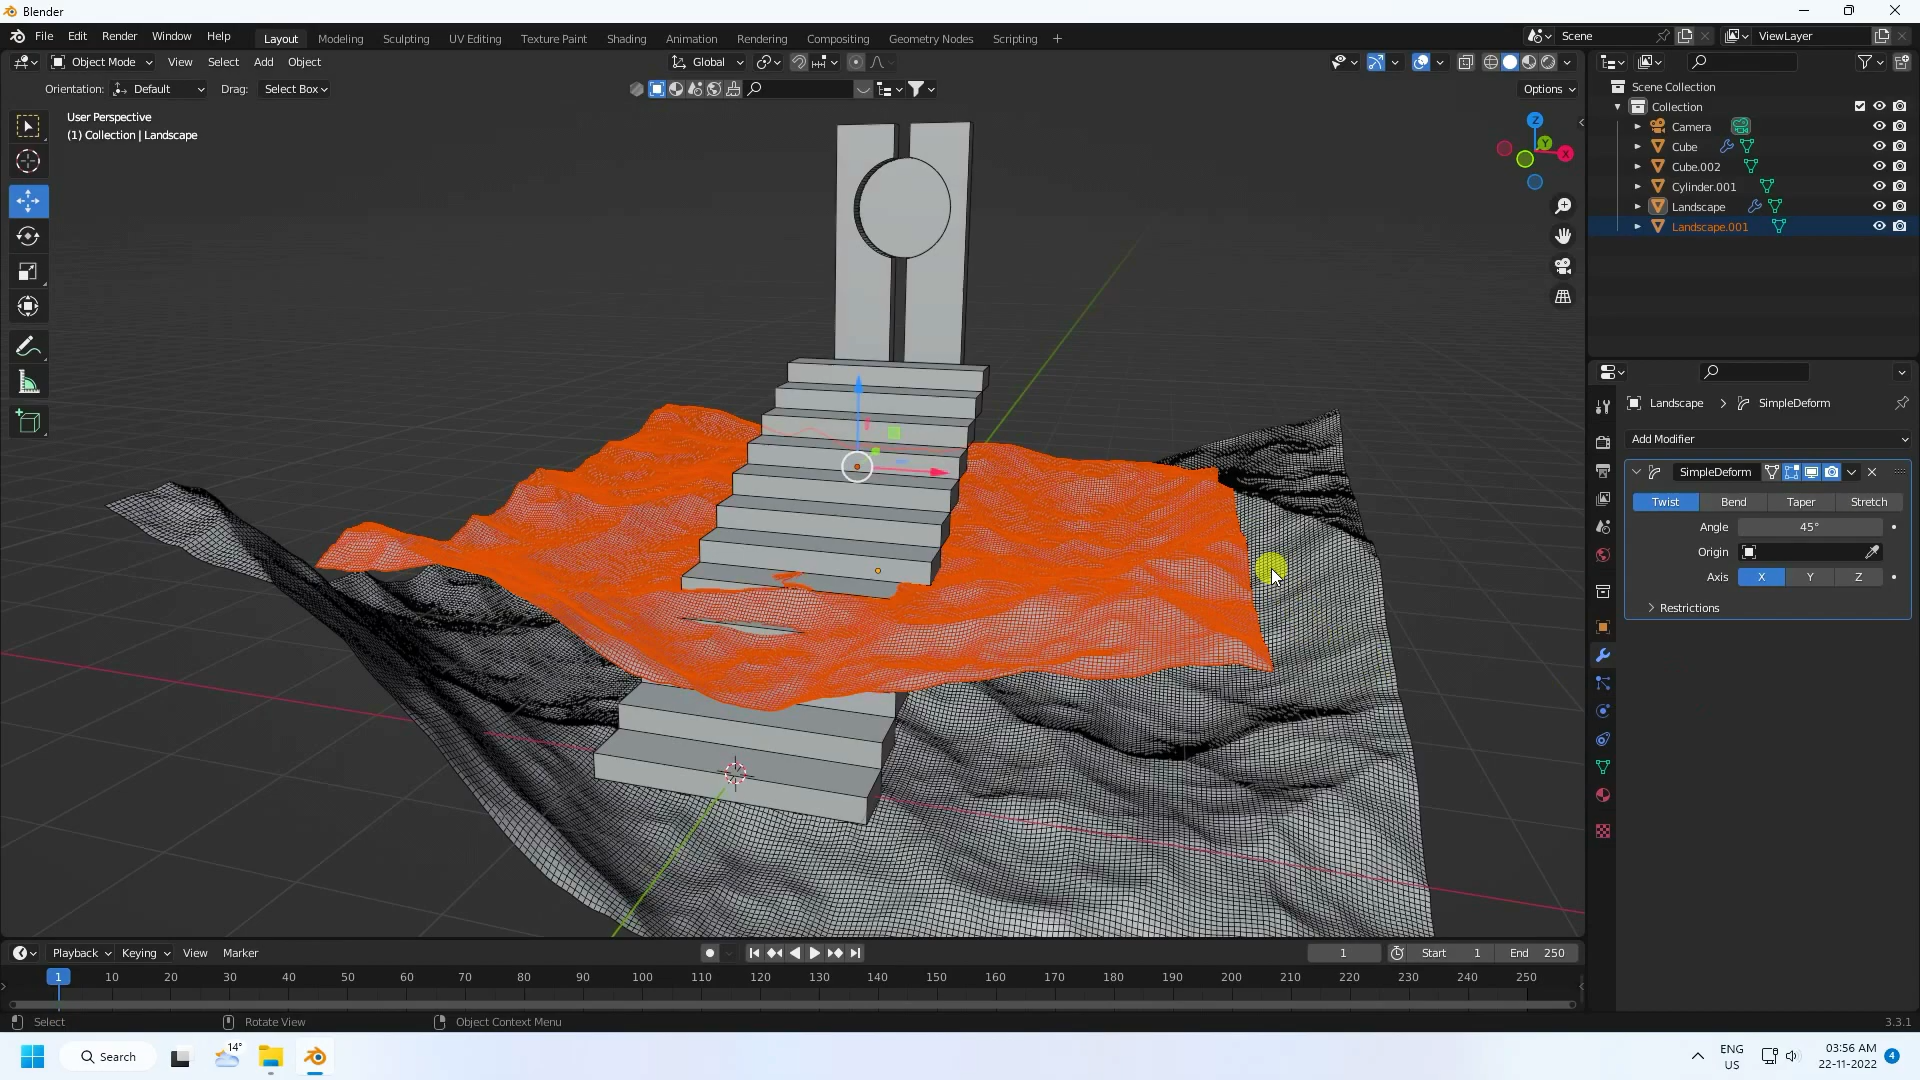 Blender
File Edit Render Window Help Layout Modeling Sculpting UV Editing Texture Paint Shading Animation Rendering Compositing Geometry Nodes Scripting + Scene ViewLayer
Object Mode View Select Add Object Global
Orientation: Default Drag: Select Box Options
User Perspective
(1) Collection | Landscape
Z
Y
X
Scene Collection
Collection
Camera
Cube
Cube.002
Cylinder.001
Landscape
Landscape.001
Landscape > SimpleDeform
Add Modifier
SimpleDeform
Twist Bend Taper Stretch
Angle 45°
Origin
Axis X Y Z
Restrictions
Playback Keying View Marker 1 Start 1 End 250
1 10 20 30 40 50 60 70 80 90 100 110 120 130 140 150 160 170 180 190 200 210 220 230 240 250
Select Rotate View Object Context Menu 3.3.1
14°
Search
ENG
US
03:56 AM
22-11-2022
4